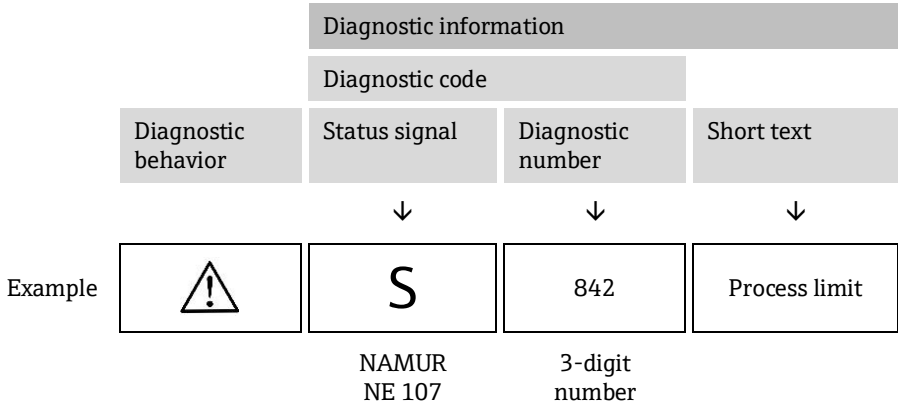 Diagnostic information
Diagnostic code
Diagnostic behavior
Status signal
Diagnostic number
Short text
Example
S
842
Process limit
NAMUR NE 107
3-digit number